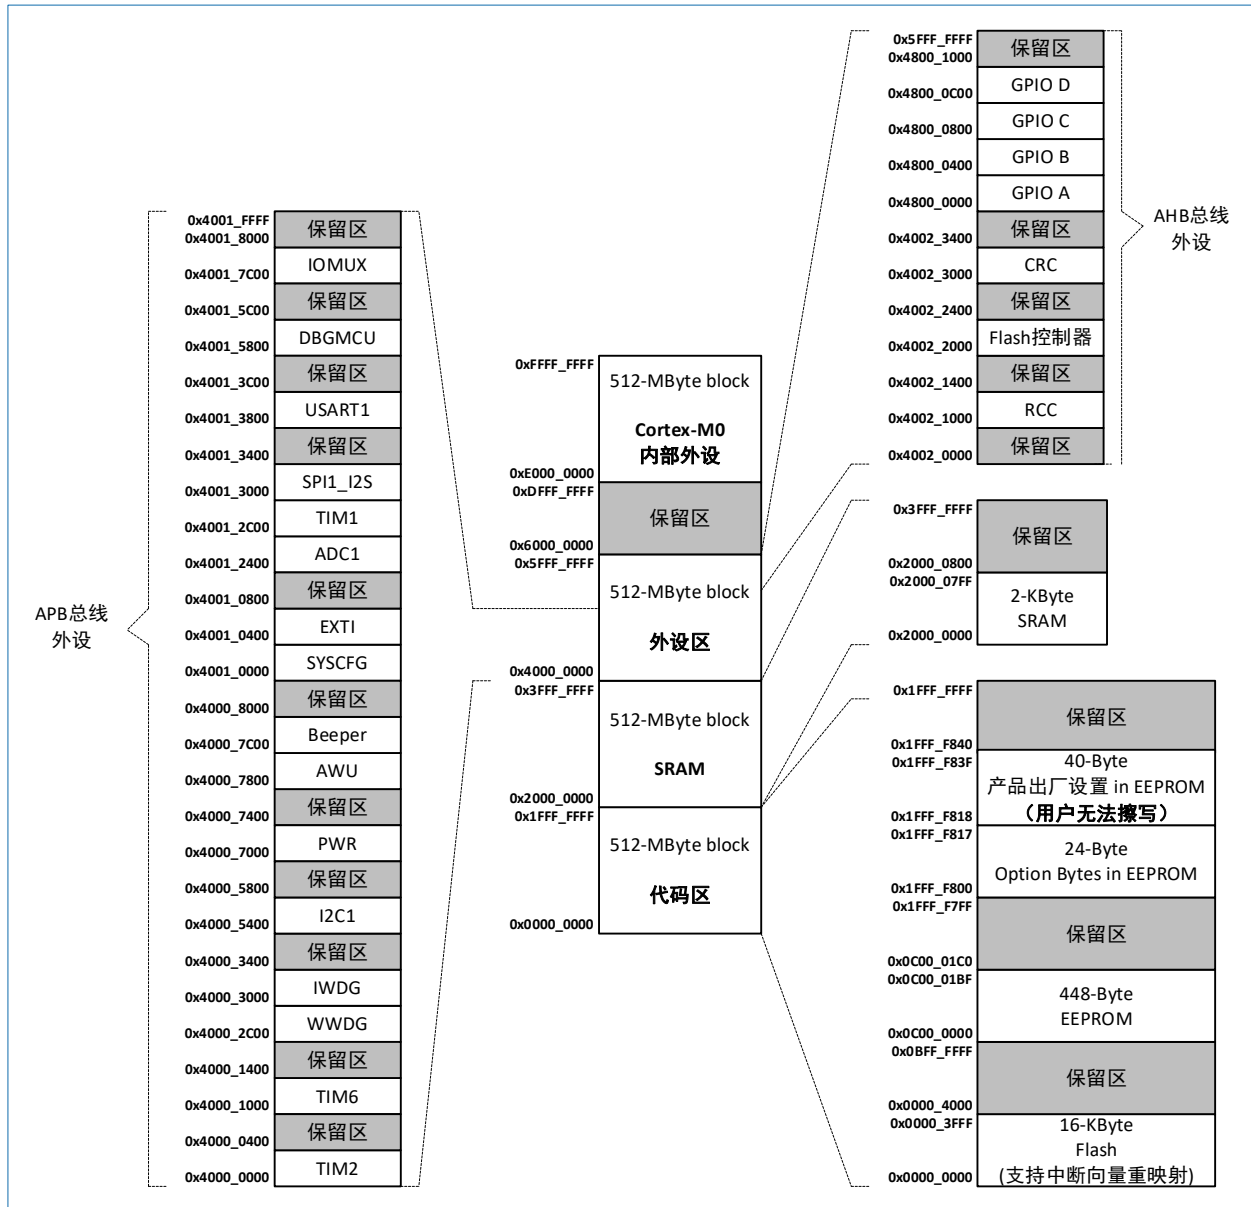 APB总线
外设
0x4001_FFFF
0x4001_8000
保留区
IOMUX
0x4001_7C00
保留区
0x4001_5C00
DBGMCU
0x4001_5800
保留区
0x4001_3C00
USART1
0x4001_3800
保留区
0x4001_3400
SPI1_I2S
0x4001_3000
TIM1
0x4001_2C00
ADC1
0x4001_2400
保留区
0x4001_0800
EXTI
0x4001_0400
SYSCFG
0x4001_0000
保留区
0x4000_8000
Beeper
0x4000_7C00
AWU
0x4000_7800
保留区
0x4000_7400
PWR
0x4000_7000
保留区
0x4000_5800
I2C1
0x4000_5400
保留区
0x4000_3400
IWDG
0x4000_3000
WWDG
0x4000_2C00
保留区
0x4000_1400
TIM6
0x4000_1000
保留区
0x4000_0400
TIM2
0x4000_0000
0xFFFF_FFFF
512-MByte block
Cortex-M0
内部外设
0xE000_0000
0xDFFF_FFFF
保留区
0x6000_0000
0x5FFF_FFFF
512-MByte block
外设区
0x4000_0000
0x3FFF_FFFF
512-MByte block
SRAM
0x2000_0000
0x1FFF_FFFF
512-MByte block
代码区
0x0000_0000
0x5FFF_FFFF
0x4800_1000
保留区
GPIO D
0x4800_0C00
GPIO C
0x4800_0800
GPIO B
0x4800_0400
GPIO A
0x4800_0000
保留区
0x4002_3400
CRC
0x4002_3000
保留区
0x4002_2400
Flash控制器
0x4002_2000
保留区
0x4002_1400
RCC
0x4002_1000
保留区
0x4002_0000
AHB总线
外设
0x3FFF_FFFF
保留区
0x2000_0800
0x2000_07FF
2-KByte
SRAM
0x2000_0000
0x1FFF_FFFF
保留区
0x1FFF_F840
0x1FFF_F83F
40-Byte
产品出厂设置 in EEPROM
（用户无法擦写）
0x1FFF_F818
0x1FFF_F817
24-Byte
Option Bytes in EEPROM
0x1FFF_F800
0x1FFF_F7FF
保留区
0x0C00_01C0
0x0C00_01BF
448-Byte
EEPROM
0x0C00_0000
0x0BFF_FFFF
保留区
0x0000_4000
0x0000_3FFF
16-KByte
Flash
(支持中断向量重映射)
0x0000_0000